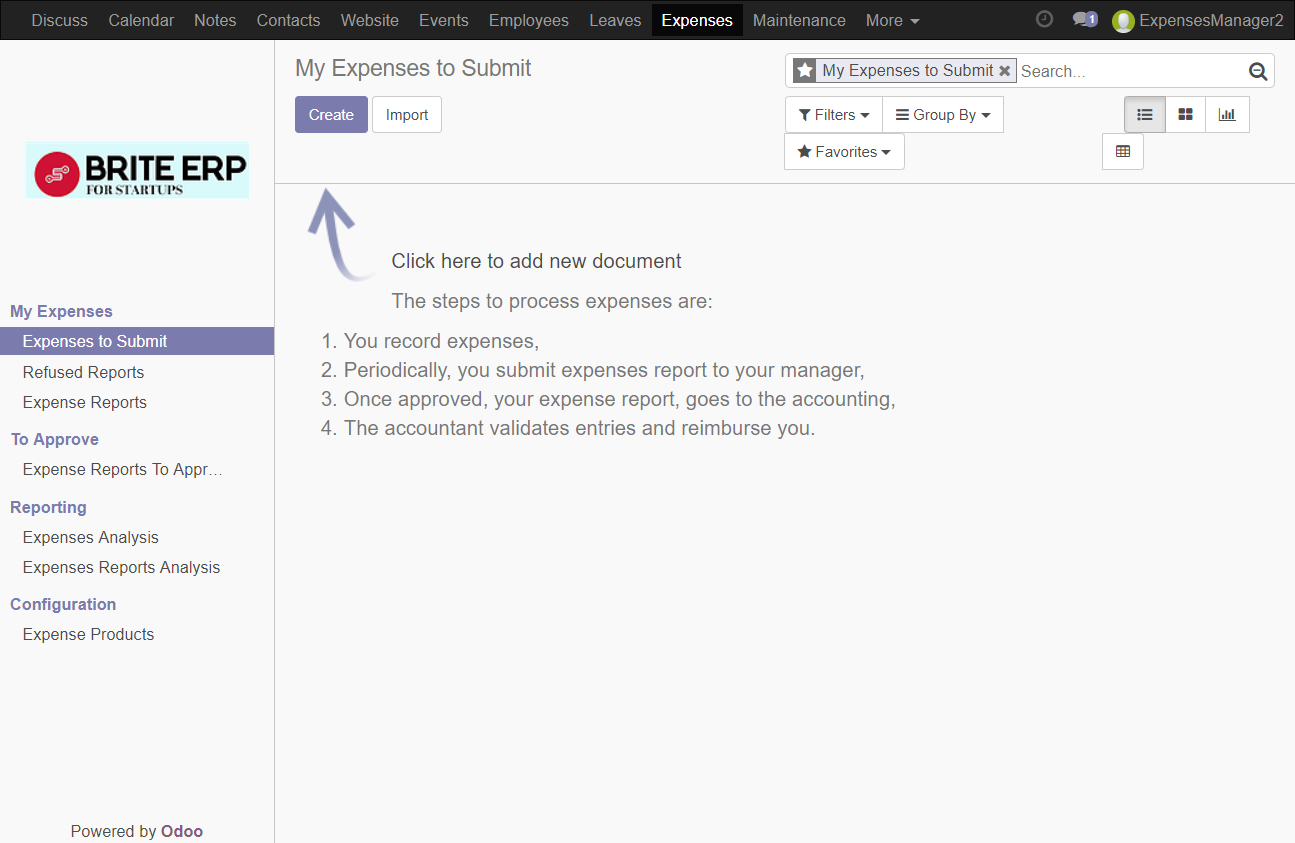 Discuss Calendar Notes Contacts Website Events Employees Leaves Expenses Maintenance More 1 ExpensesManager2
My Expenses to Submit
My Expenses to Submit Search...
Create Import
Filters Group By
Favorites
BRITE ERP
FOR STARTUPS
My Expenses
Expenses to Submit
Refused Reports
Expense Reports
To Approve
Expense Reports To Appr…
Reporting
Expenses Analysis
Expenses Reports Analysis
Configuration
Expense Products
Powered by Odoo
Click here to add new document
The steps to process expenses are:
1. You record expenses,
2. Periodically, you submit expenses report to your manager,
3. Once approved, your expense report, goes to the accounting,
4. The accountant validates entries and reimburse you.